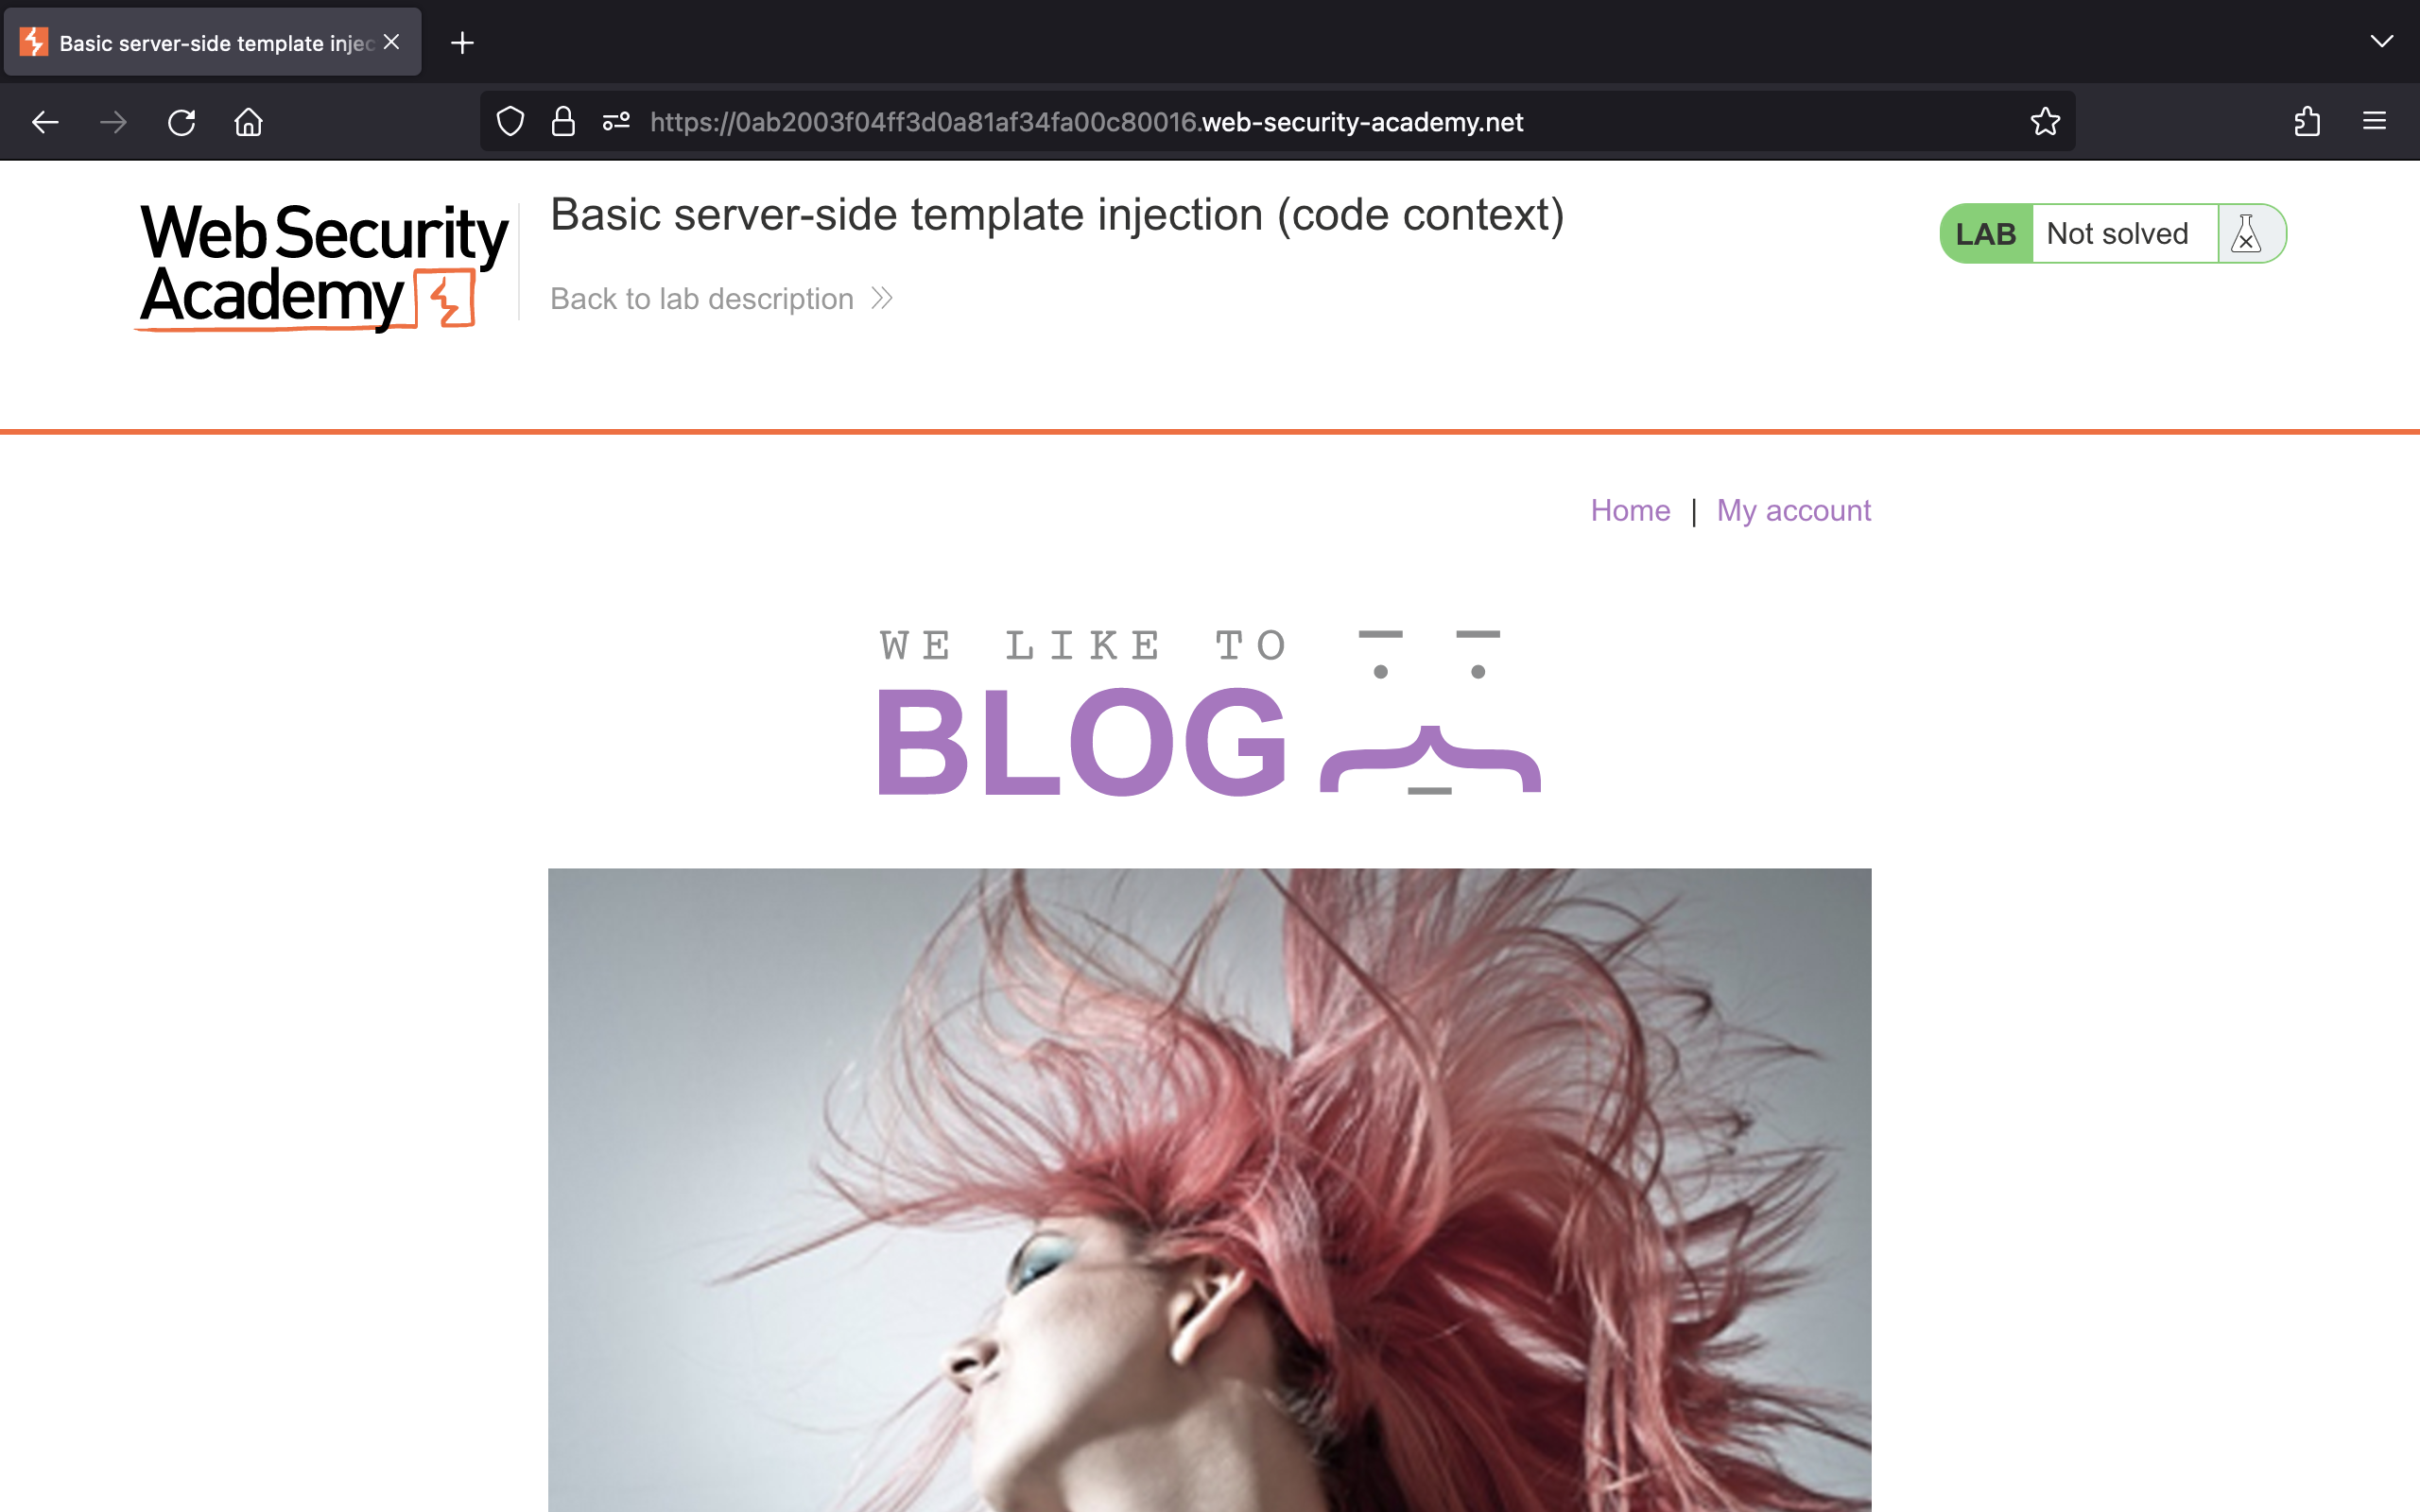 Basic server-side template injec
https://0ab2003f04ff3d0a81af34fa00c80016.web-security-academy.net
Web Security
Academy
Basic server-side template injection (code context)
Back to lab description
LAB Not solved
Home | My account
WE LIKE TO
BLOG